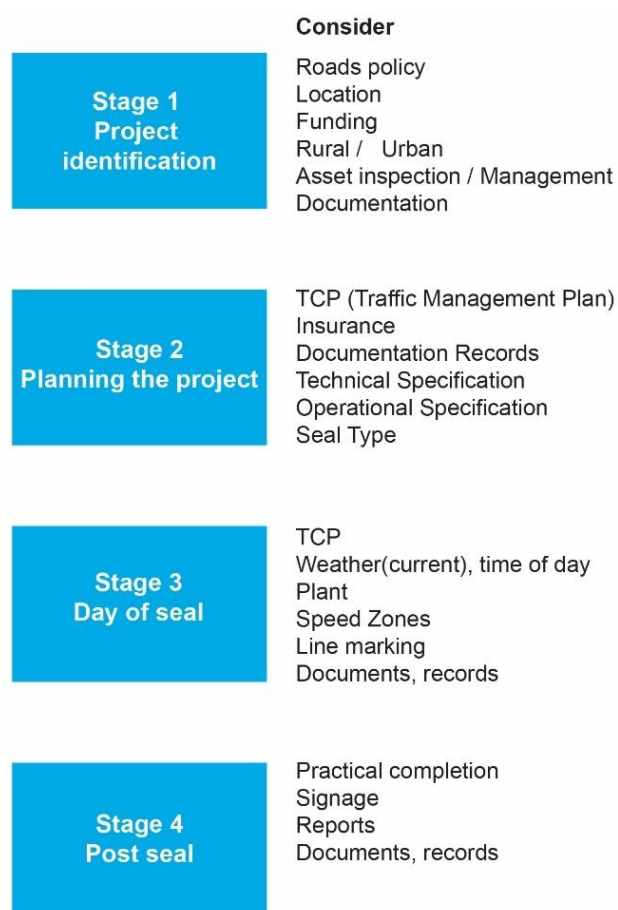 Consider
Stage 1
Project
identification
Roads policy
Location
Funding
Rural / Urban
Asset inspection / Management
Documentation
Stage 2
Planning the project
TCP (Traffic Management Plan)
Insurance
Documentation Records
Technical Specification
Operational Specification
Seal Type
Stage 3
Day of seal
TCP
Weather(current), time of day
Plant
Speed Zones
Line marking
Documents, records
Stage 4
Post seal
Practical completion
Signage
Reports
Documents, records